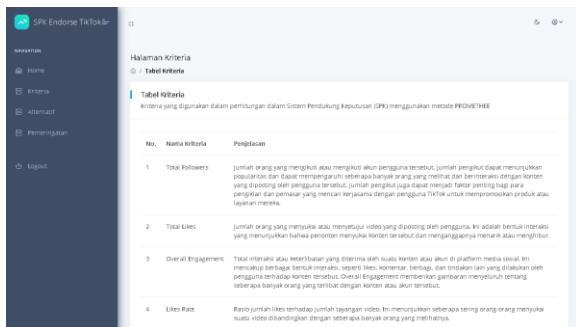 SPK Endorse TikTokers
NAVIGATION
Home
Kriteria
Alternatif
Pemeringatan
Logout
Halaman Kriteria
/ Tabel Kriteria
Tabel Kriteria
Kriteria yang digunakan dalam perhitungan dalam Sistem Pendukung Keputusan (SPK) menggunakan metode PROMETHEE
No. Nama Kriteria Penjelasan
1 Total Followers Jumlah orang yang mengikuti atau mengikuti akun pengguna tersebut. Jumlah pengikut dapat menunjukkan
popularitas dan dapat mempengaruhi seberapa banyak orang yang melihat dan berinteraksi dengan konten
yang diposting oleh pengguna tersebut. Jumlah pengikut juga dapat menjadi faktor penting bagi para
pengiklan dan pemasar yang mencari kerjasama dengan pengguna TikTok untuk mempromosikan produk atau
layanan mereka.
2 Total Likes Jumlah orang yang menyukai atau menyetujui video yang diposting oleh pengguna. Ini adalah bentuk interaksi
yang menunjukkan bahwa penonton menyukai konten tersebut dan menganggapnya menarik atau menghibur.
3 Overall Engagement Total interaksi atau keterlibatan yang diterima oleh suatu konten atau akun di platform media sosial. Ini
mencakup berbagai bentuk interaksi, seperti likes, komentar, berbagi, dan tindakan lain yang dilakukan oleh
pengguna terhadap konten tersebut. Overall Engagement memberikan gambaran menyeluruh tentang
seberapa banyak orang yang terlibat dengan konten atau akun tersebut.
4 Likes Rate Rasio jumlah likes terhadap jumlah tayangan video. Ini menunjukkan seberapa sering orang-orang menyukai
suatu video dibandingkan dengan seberapa banyak orang yang melihatnya.